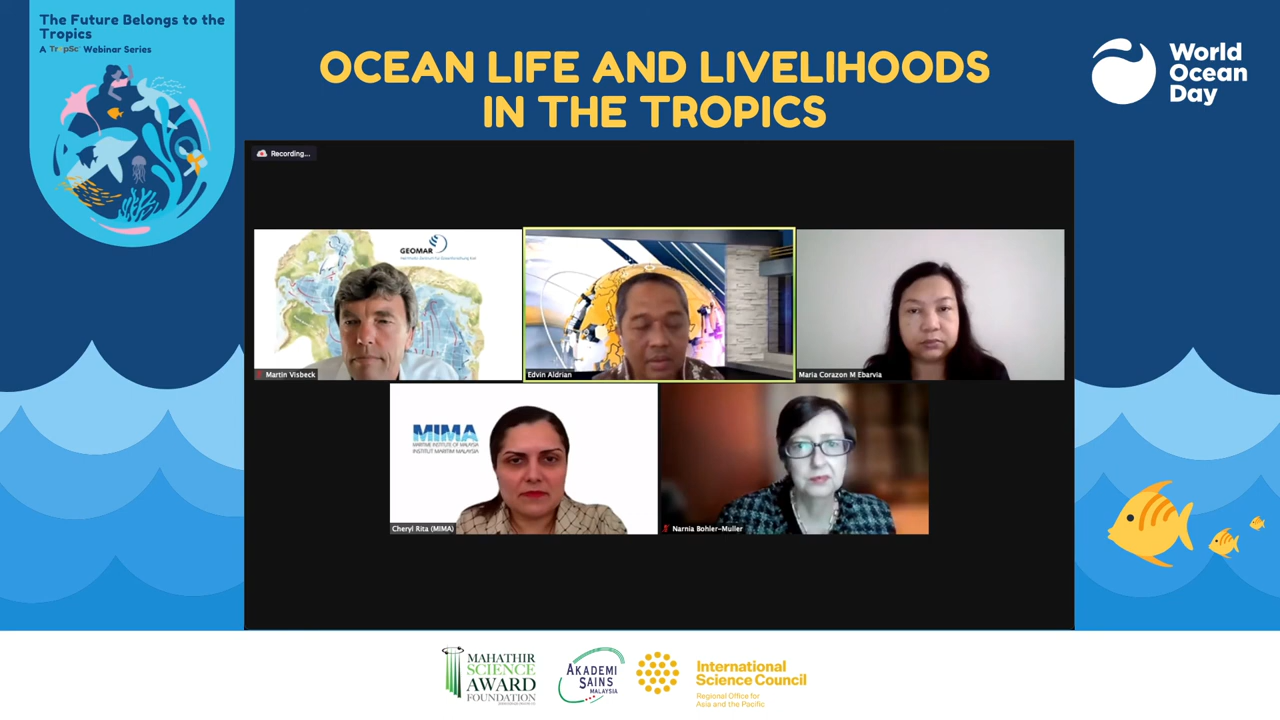 The Future Belongs to the
Tropics
A TropSc Webinar Series
OCEAN LIFE AND LIVELIHOODS
IN THE TROPICS
World
Ocean
Day
Recording...
GEOMAR
Martin Visbeck
Edvin Aldrian
Maria Corazon M Ebarvia
MIMA
MARITIME INSTITUTE OF MALAYSIA
INSTITUT MARITIM MALAYSIA
Cheryl Rita (MIMA)
Narnia Bohler-Muller
MAHATHIR
SCIENCE
AWARD
FOUNDATION
AKADEMI
SAINS
MALAYSIA
International
Science Council
Regional Office for
Asia and the Pacific